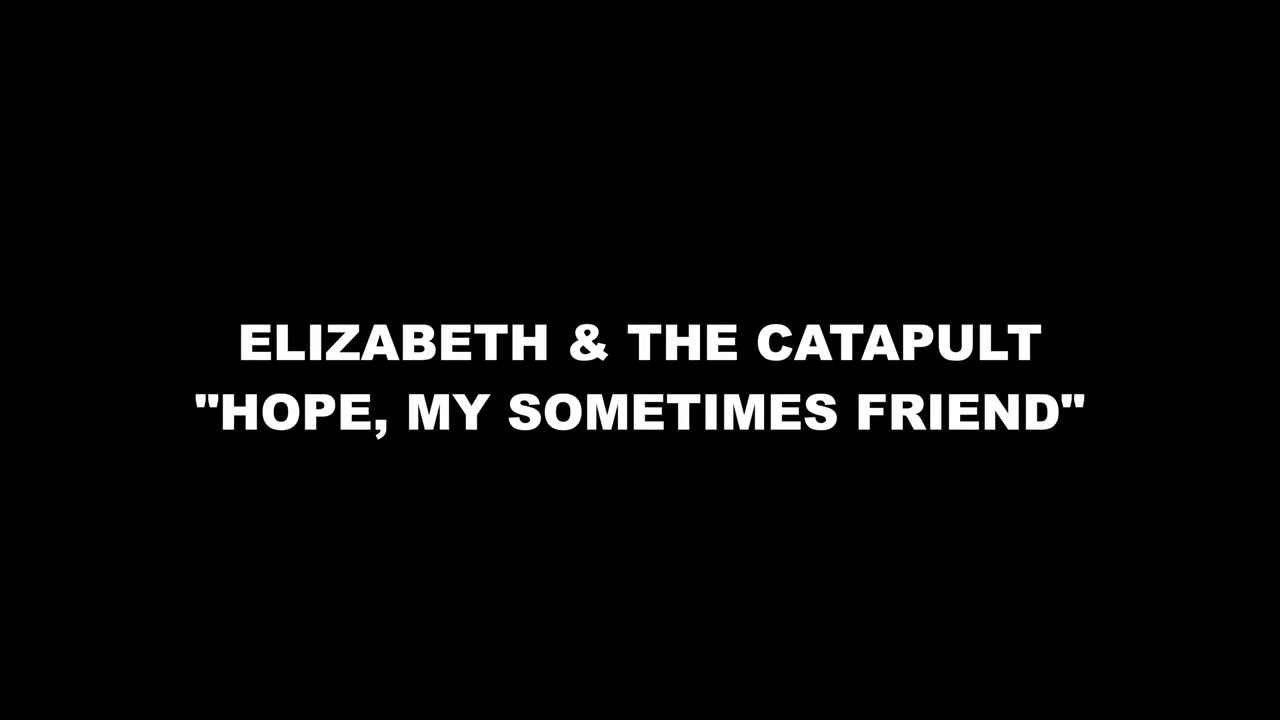 ELIZABETH & THE CATAPULT
"HOPE, MY SOMETIMES FRIEND"